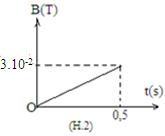 B(T)
√3.10⁻²
O
0,5
t(s)
(H.2)